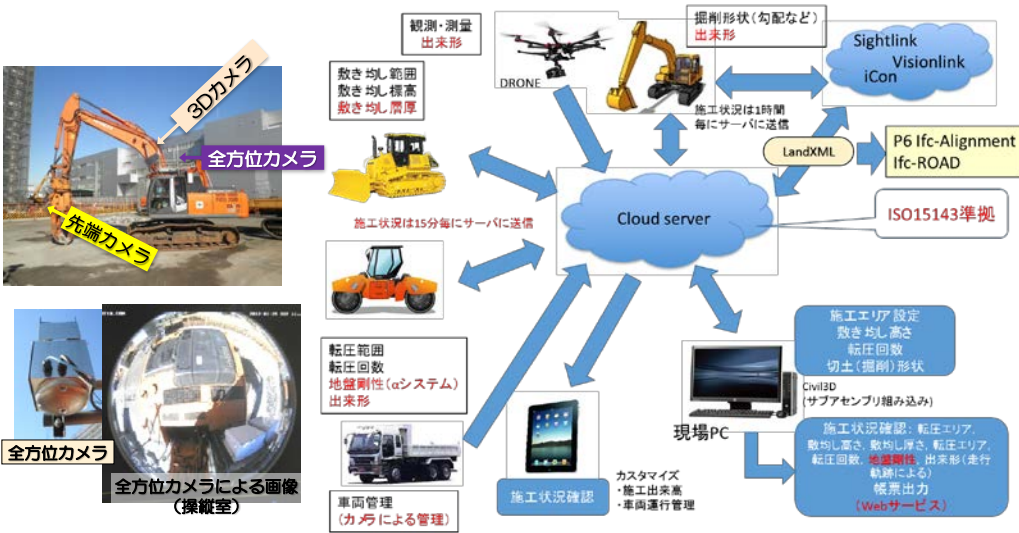 3Dカメラ
全方位カメラ
先端カメラ
全方位カメラ
全方位カメラによる画像
(操縦室)
観測・測量
出来形
DRONE
掘削形状(勾配など)
出来形
Sightlink
Visionlink
iCon
敷き均し範囲
敷き均し標高
敷き均し層厚
施工状況は1時間
毎にサーバに送信
LandXML
P6 Ifc-Alignment
Ifc-ROAD
Cloud server
ISO15143準拠
施工状況は15分毎にサーバに送信
転圧範囲
転圧回数
地盤剛性(αシステム)
出来形
車両管理
(カメラによる管理)
施工状況確認
カスタマイズ
・施工出来高
・車両運行管理
現場PC
Civil3D
(サブアセンブリ組み込み)
施工エリア設定
敷き均し高さ
転圧回数
切土(掘削)形状
施工状況確認: 転圧エリア,
敷均し高さ, 敷均し厚さ, 転圧エリア,
転圧回数, 地盤剛性, 出来形(走行
軌跡による)
帳票出力
(Webサービス)